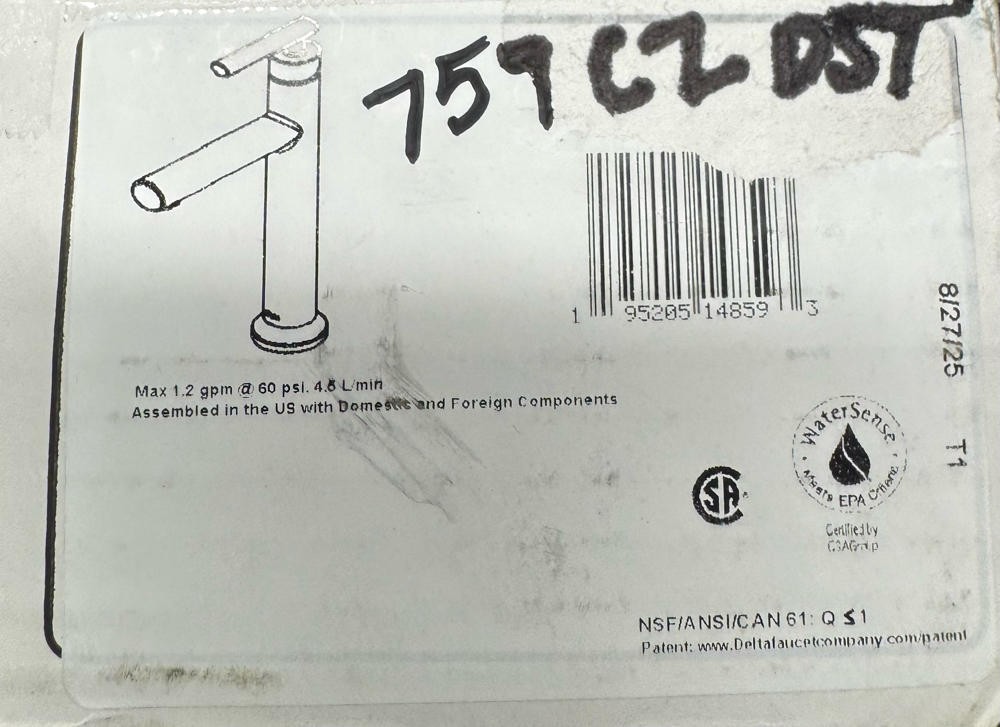 759 CZ DST
1 95205 14859 3
8/27/25 T1
Max 1.2 gpm @ 60 psi. 4.5 L/min
Assembled in the US with Domestic and Foreign Components
WaterSense
Meets EPA Criteria
SA
Certified by
CSAGroup
NSF/ANSI/CAN 61: Q ≤ 1
Patent: www.Deltafaucetcompany.com/patent